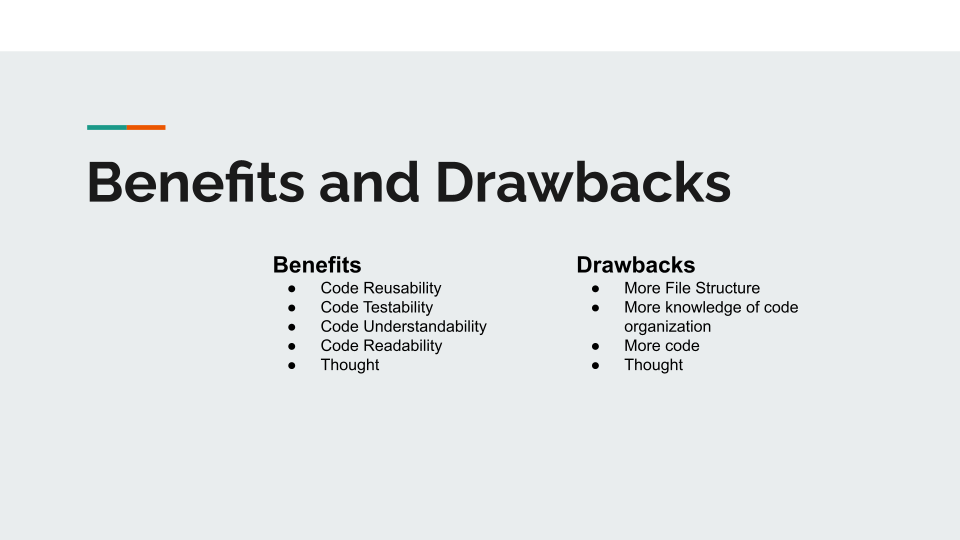 Benefits and Drawbacks
Benefits
● Code Reusability
● Code Testability
● Code Understandability
● Code Readability
● Thought
Drawbacks
● More File Structure
● More knowledge of code
organization
● More code
● Thought